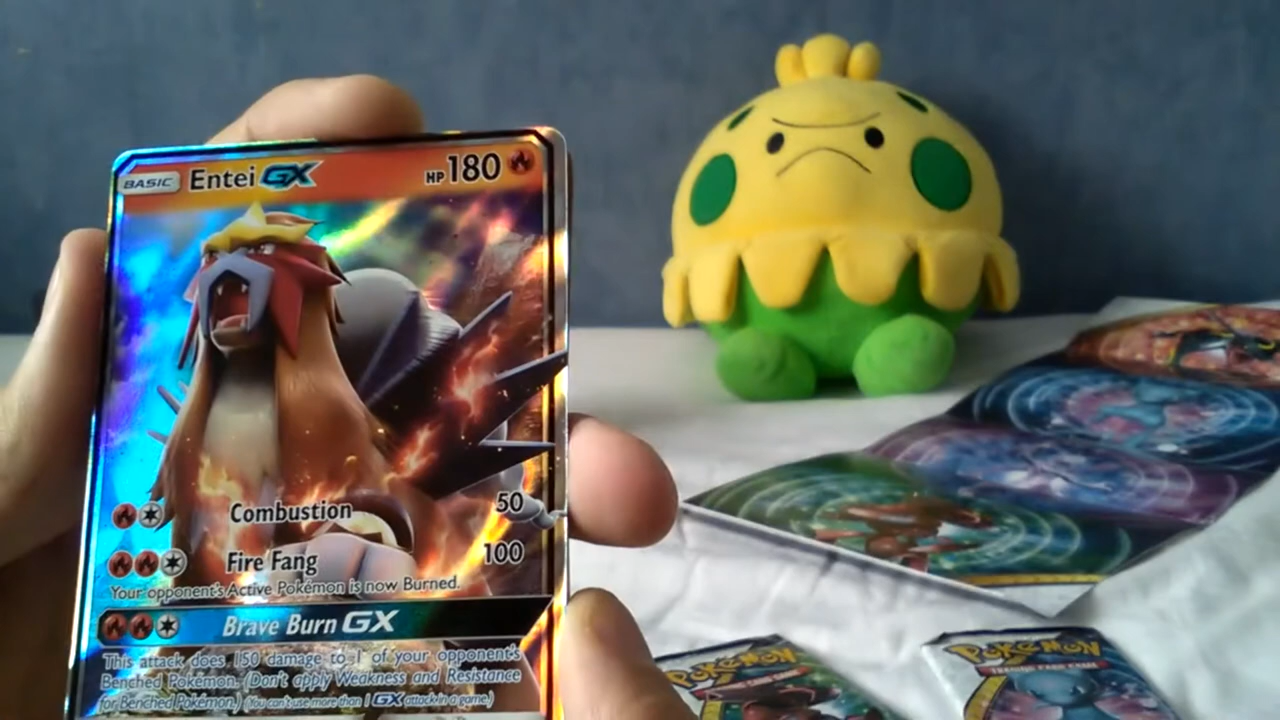 BASIC Entei GX HP 180
Combustion 50
Fire Fang 100
Your opponent's Active Pokémon is now Burned.
Brave Burn GX
This attack does 150 damage to 1 of your opponent's
Benched Pokémon. (Don't apply Weakness and Resistance
for Benched Pokémon.) (You can't use more than 1 GX attack in a game.)
POKÉMON
POKÉMON